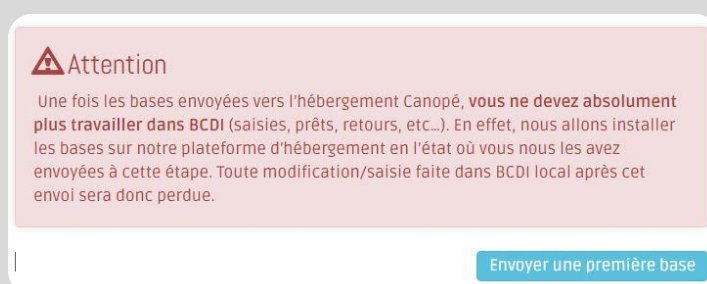 Attention
Une fois les bases envoyées vers l'hébergement Canopé, vous ne devez absolument
plus travailler dans BCDI (saisies, prêts, retours, etc...). En effet, nous allons installer
les bases sur notre plateforme d'hébergement en l'état où vous nous les avez
envoyées à cette étape. Toute modification/saisie faite dans BCDI local après cet
envoi sera donc perdue.
Envoyer une première base